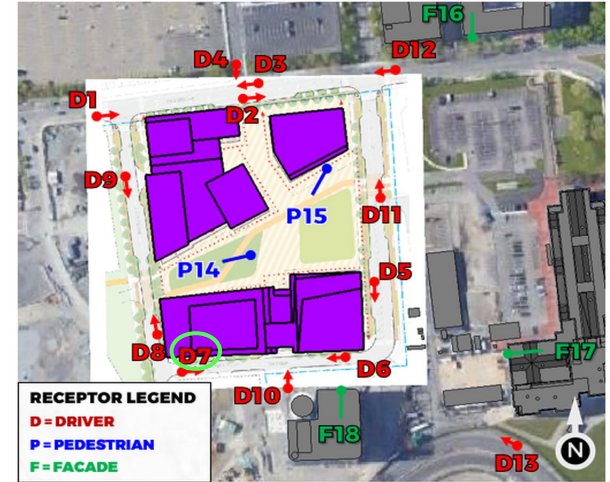 F16
D4
D3
D12
D1
D2
D9
P15
D11
P14
D5
D8
D7
D6
F17
D10
F18
D13
RECEPTOR LEGEND
D = DRIVER
P = PEDESTRIAN
F = FACADE
N